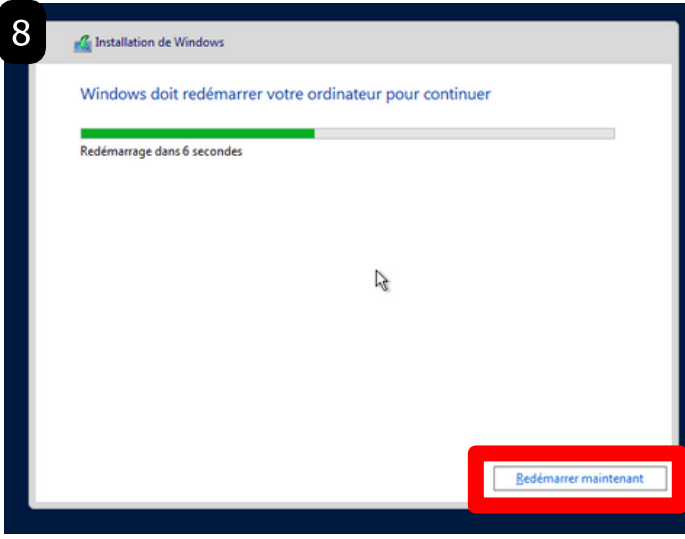 8
Installation de Windows
Windows doit redémarrer votre ordinateur pour continuer
Redémarrage dans 6 secondes
Redémarrer maintenant